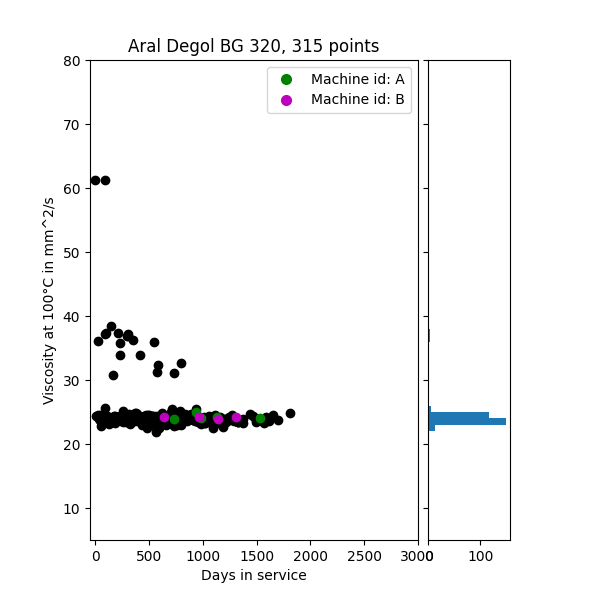 Aral Degol BG 320, 315 points
Machine id: A
Machine id: B
Viscosity at 100°C in mm^2/s
80
70
60
50
40
30
20
10
0 500 1000 1500 2000 2500 3000 0 100
Days in service